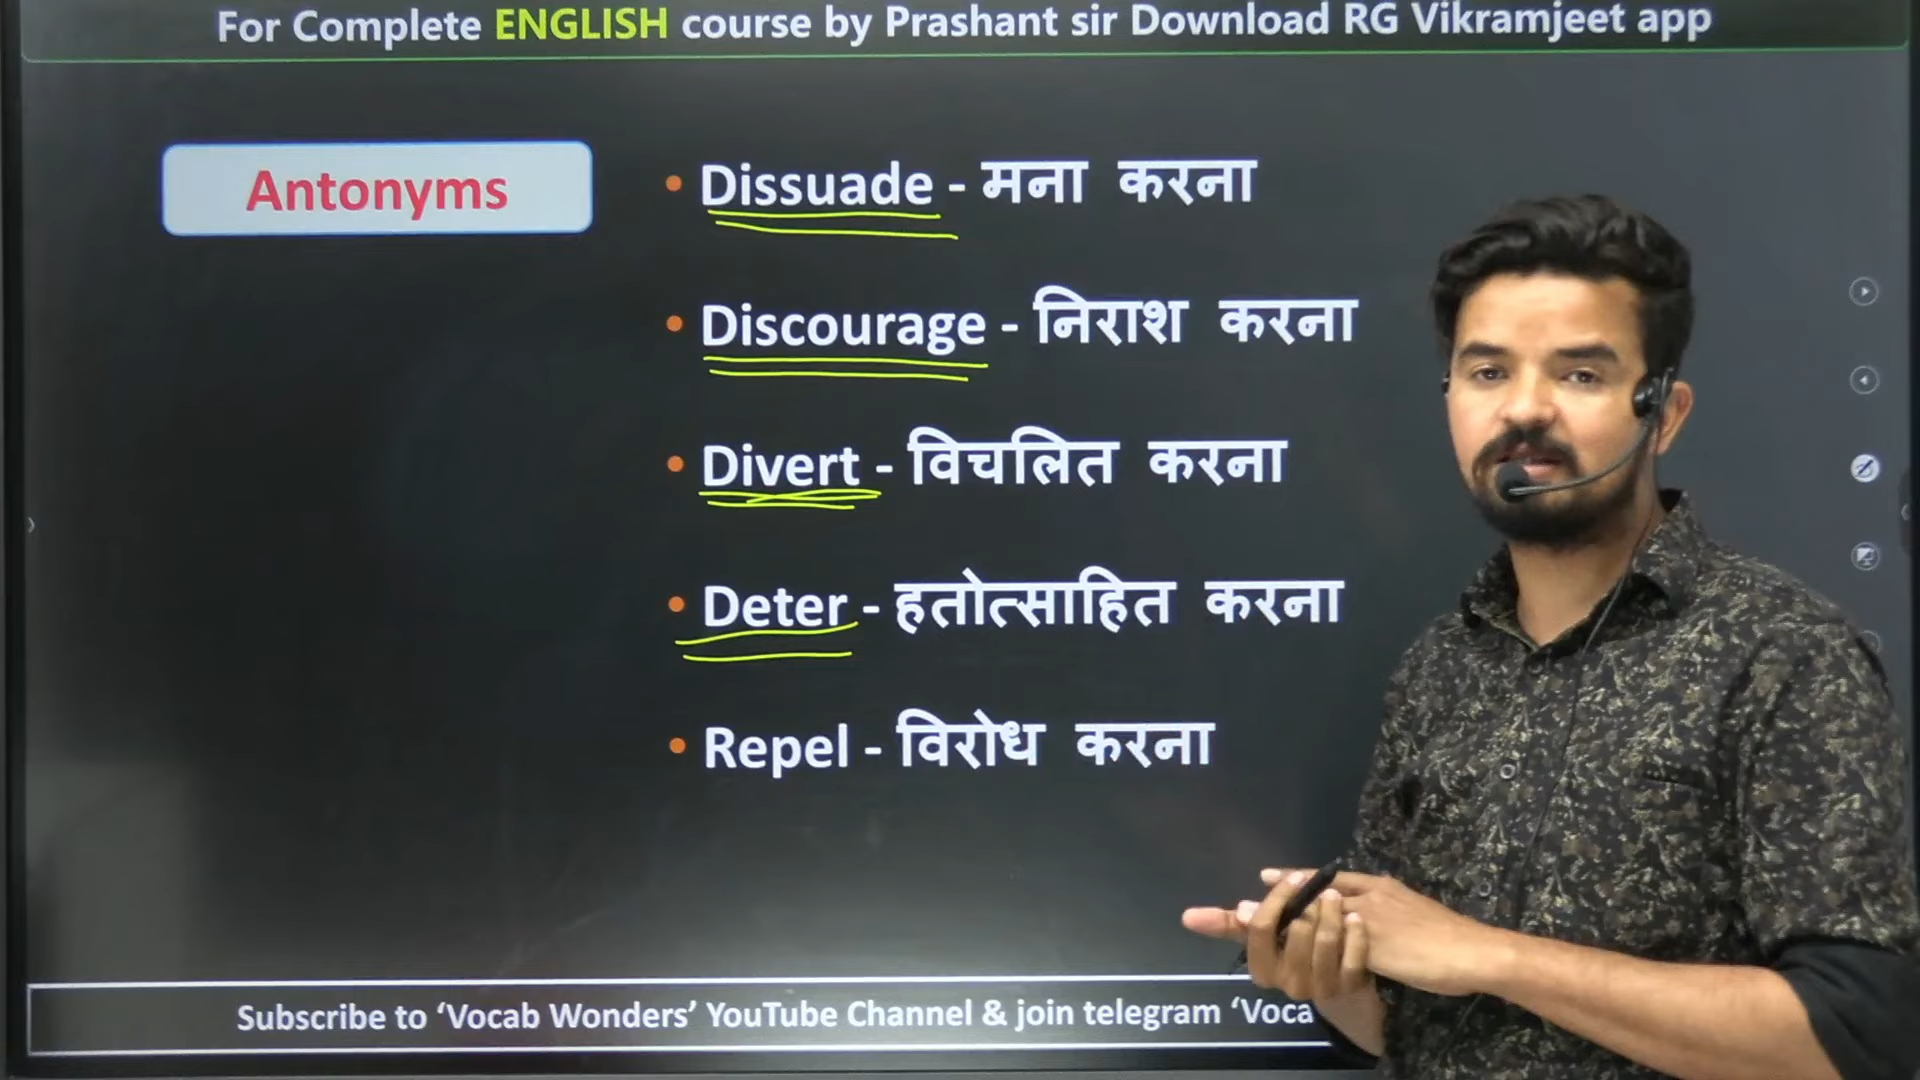 For Complete ENGLISH course by Prashant sir Download RG Vikramjeet app
Antonyms
• Dissuade - मना करना
• Discourage - निराश करना
• Divert - विचलित करना
• Deter - हतोत्साहित करना
• Repel - विरोध करना
Subscribe to ‘Vocab Wonders’ YouTube Channel & join telegram ‘Voca